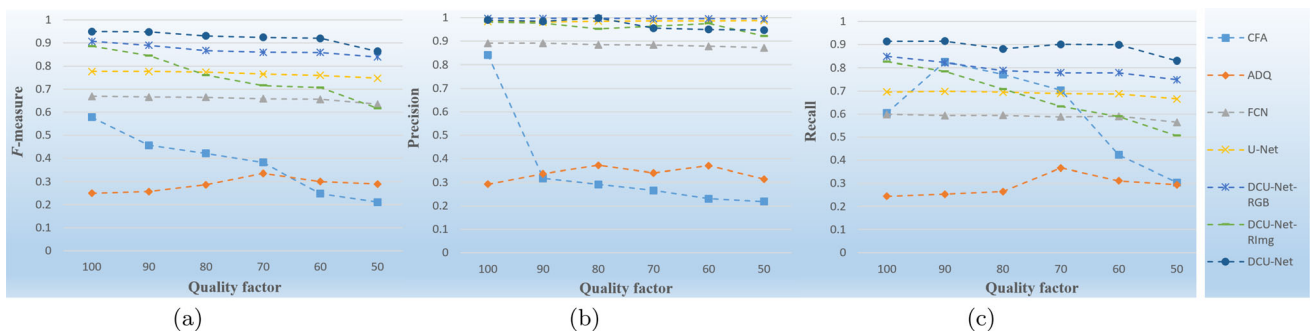 1
0.9
0.8
0.7
0.6
0.5
0.4
0.3
0.2
0.1
0
F-measure
100 90 80 70 60 50
Quality factor
(a)
1
0.9
0.8
0.7
0.6
0.5
0.4
0.3
0.2
0.1
0
Precision
100 90 80 70 60 50
Quality factor
(b)
1
0.9
0.8
0.7
0.6
0.5
0.4
0.3
0.2
0.1
0
Recall
100 90 80 70 60 50
Quality factor
(c)
CFA
ADQ
FCN
U-Net
DCU-Net-
RGB
DCU-Net-
RImg
DCU-Net